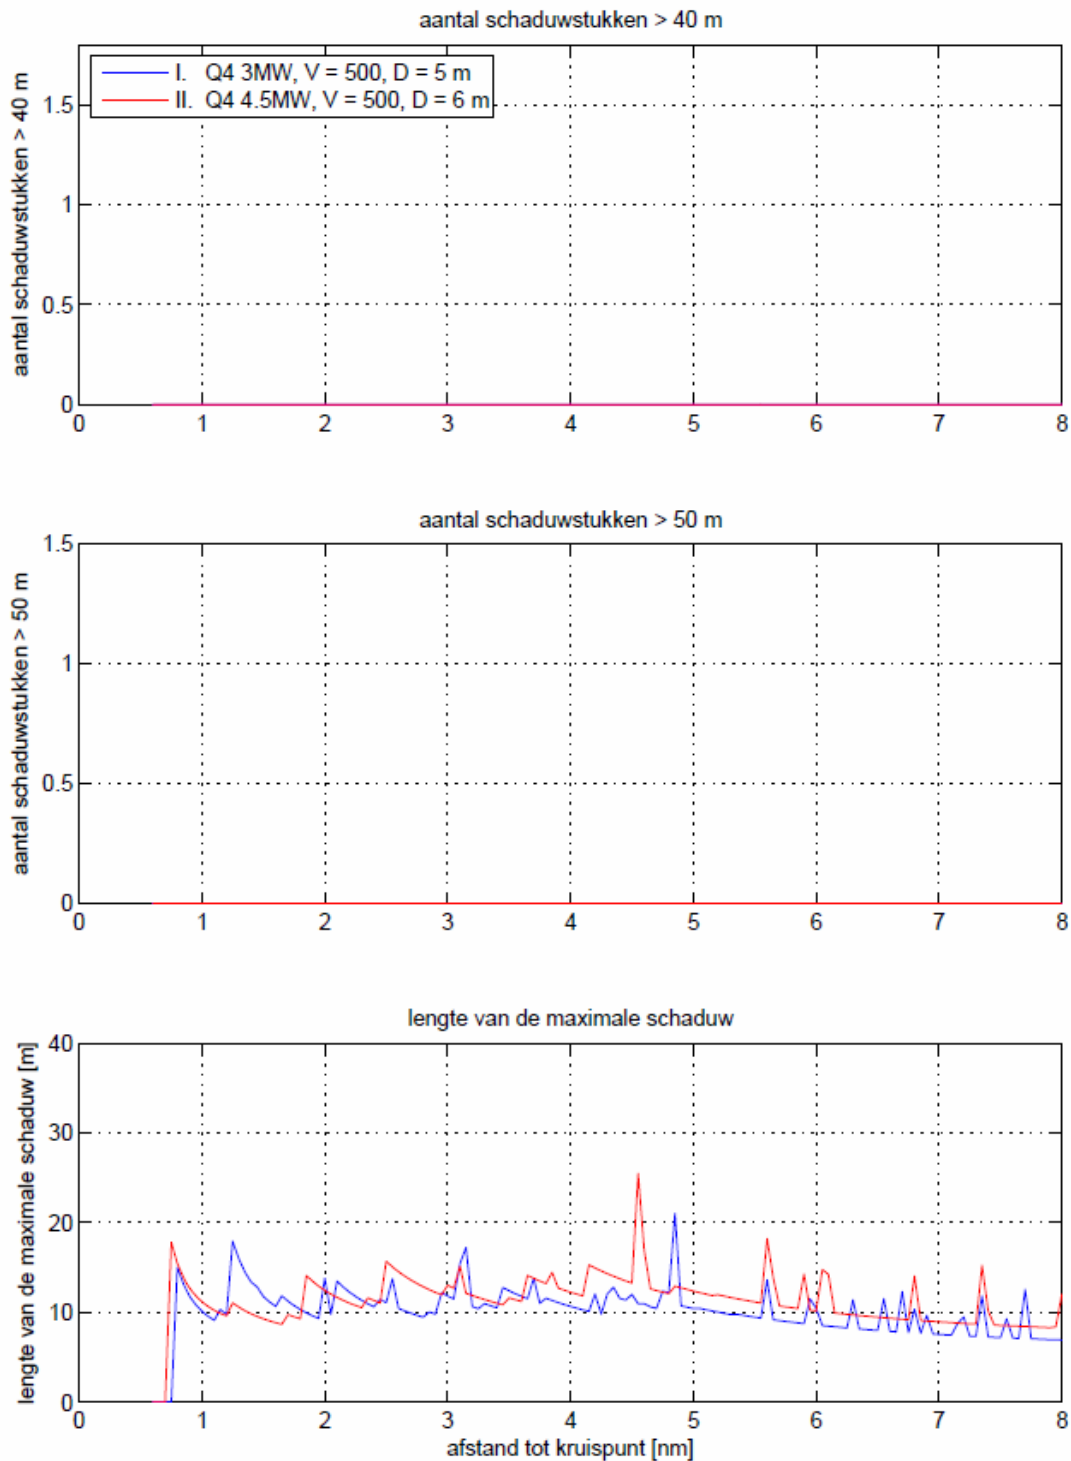 aantal schaduwstukken > 40 m
aantal schaduwstukken > 40 m
I. Q4 3MW, V = 500, D = 5 m
II. Q4 4.5MW, V = 500, D = 6 m
1.5
1
0.5
0
0 1 2 3 4 5 6 7 8
aantal schaduwstukken > 50 m
aantal schaduwstukken > 50 m
1.5
1
0.5
0
0 1 2 3 4 5 6 7 8
lengte van de maximale schaduw
lengte van de maximale schaduw [m]
40
30
20
10
0
0 1 2 3 4 5 6 7 8
afstand tot kruispunt [nm]